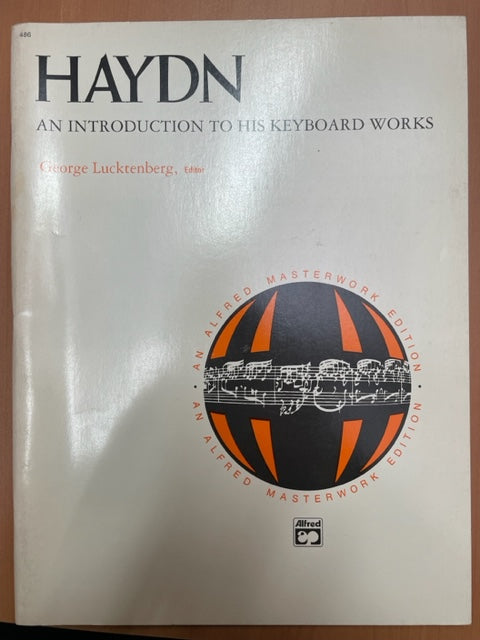 486
HAYDN
AN INTRODUCTION TO HIS KEYBOARD WORKS
George Lucktenberg, Editor
AN ALFRED MASTERWORK EDITION •
AN ALFRED MASTERWORK EDITION •
Alfred